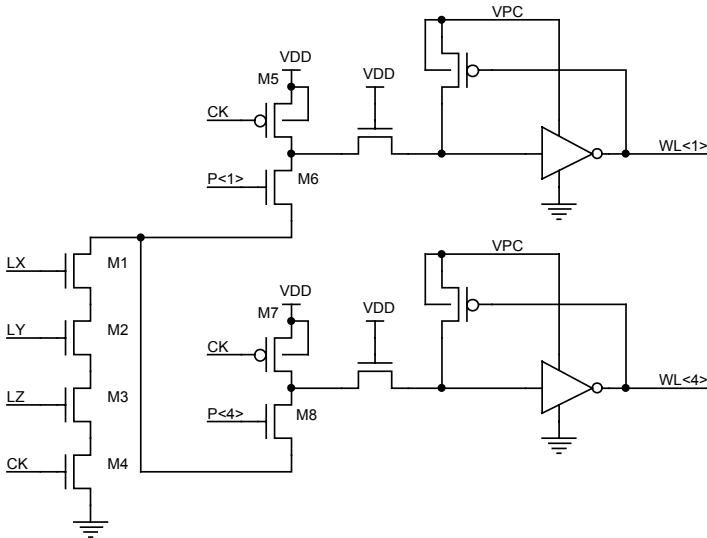 VPC
VDD
M5
VDD
CK
WL<1>
P<1>
M6
LX
M1
VPC
VDD
M7
VDD
LY
M2
CK
WL<4>
LZ
M3
P<4>
M8
CK
M4